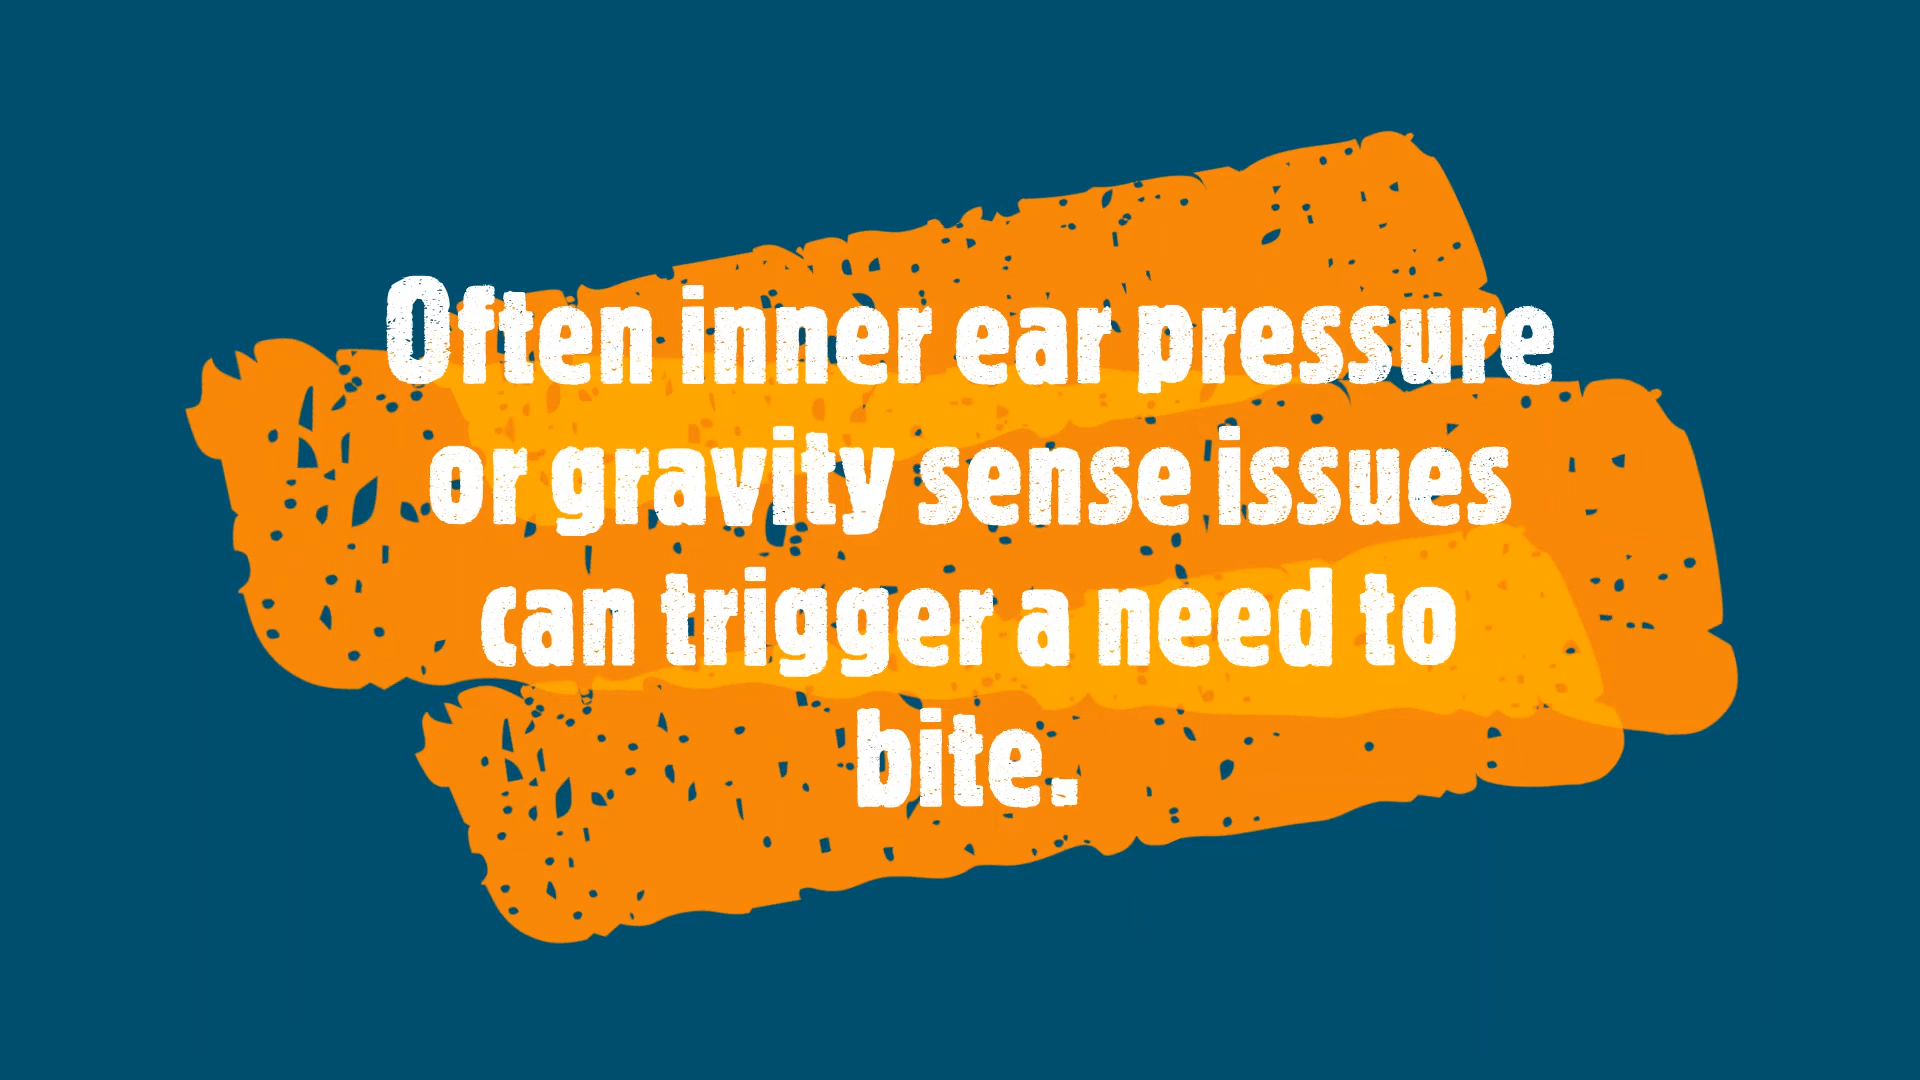 Often inner ear pressure
or gravity sense issues
can trigger a need to
bite.